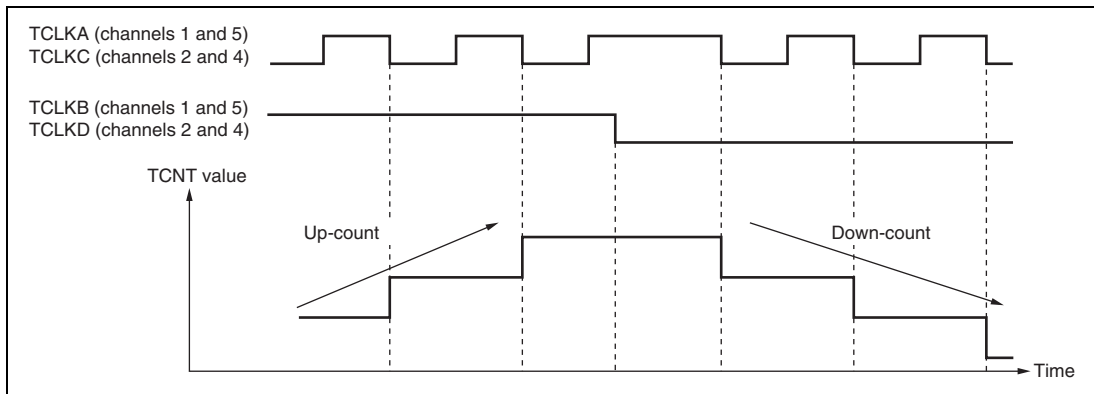 TCLKA (channels 1 and 5)
TCLKC (channels 2 and 4)
TCLKB (channels 1 and 5)
TCLKD (channels 2 and 4)
TCNT value
Up-count
Down-count
Time